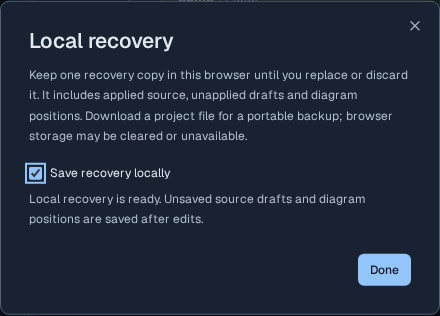 Local recovery
Keep one recovery copy in this browser until you replace or discard
it. It includes applied source, unapplied drafts and diagram
positions. Download a project file for a portable backup; browser
storage may be cleared or unavailable.
Save recovery locally
Local recovery is ready. Unsaved source drafts and diagram
positions are saved after edits.
Done